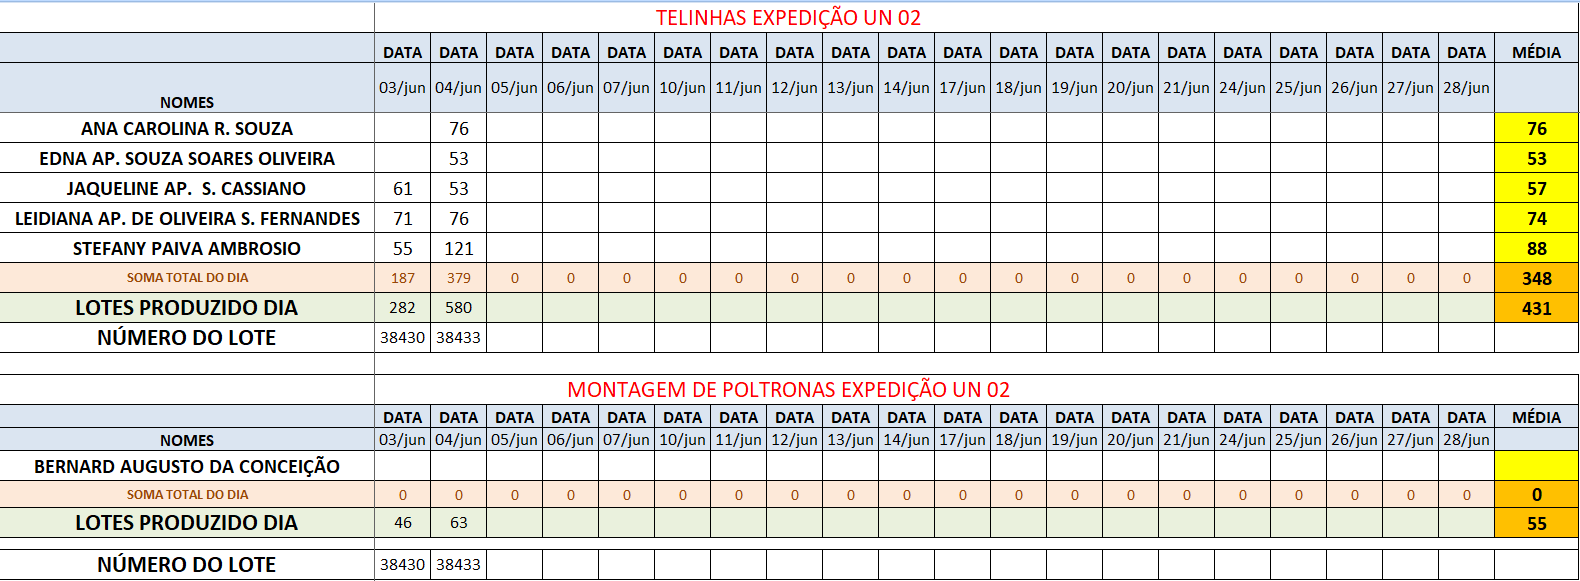 TELINHAS EXPEDIÇÃO UN 02
DATA DATA DATA DATA DATA DATA DATA DATA DATA DATA DATA DATA DATA DATA DATA DATA DATA DATA DATA DATA MÉDIA
NOMES 03/jun 04/jun 05/jun 06/jun 07/jun 10/jun 11/jun 12/jun 13/jun 14/jun 17/jun 18/jun 19/jun 20/jun 21/jun 24/jun 25/jun 26/jun 27/jun 28/jun
ANA CAROLINA R. SOUZA 76 76
EDNA AP. SOUZA SOARES OLIVEIRA 53 53
JAQUELINE AP. S. CASSIANO 61 53 57
LEIDIANA AP. DE OLIVEIRA S. FERNANDES 71 76 74
STEFANY PAIVA AMBROSIO 55 121 88
SOMA TOTAL DO DIA 187 379 0 0 0 0 0 0 0 0 0 0 0 0 0 0 0 0 0 0 348
LOTES PRODUZIDO DIA 282 580 431
NÚMERO DO LOTE 38430 38433
MONTAGEM DE POLTRONAS EXPEDIÇÃO UN 02
DATA DATA DATA DATA DATA DATA DATA DATA DATA DATA DATA DATA DATA DATA DATA DATA DATA DATA DATA DATA MÉDIA
NOMES 03/jun 04/jun 05/jun 06/jun 07/jun 10/jun 11/jun 12/jun 13/jun 14/jun 17/jun 18/jun 19/jun 20/jun 21/jun 24/jun 25/jun 26/jun 27/jun 28/jun
BERNARD AUGUSTO DA CONCEIÇÃO
SOMA TOTAL DO DIA 0 0 0 0 0 0 0 0 0 0 0 0 0 0 0 0 0 0 0 0 0
LOTES PRODUZIDO DIA 46 63 55
NÚMERO DO LOTE 38430 38433